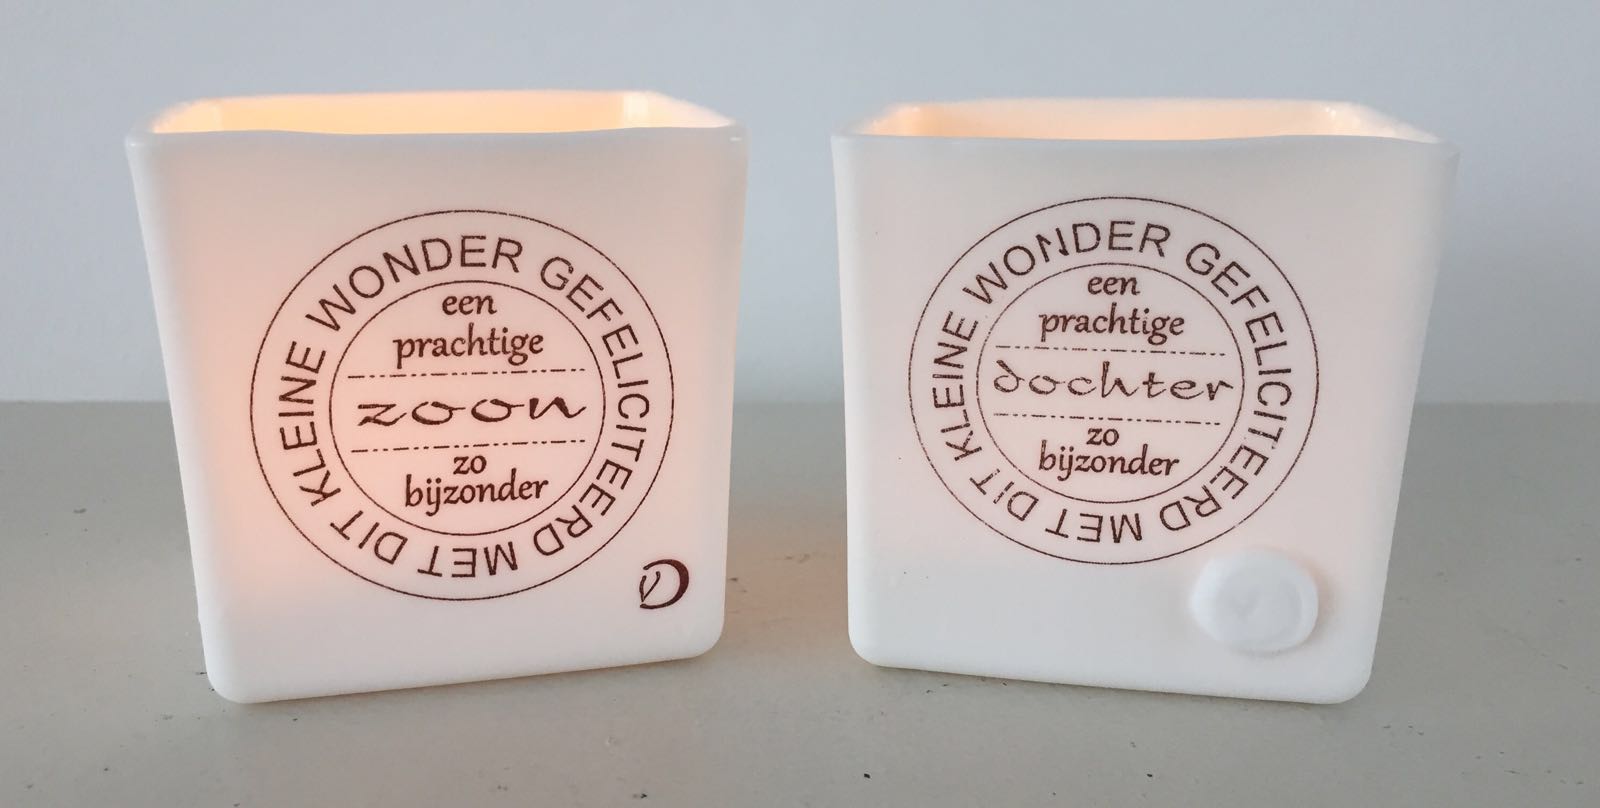 GEFELICITEERD MET DIT KLEINE WONDER
een
prachtige
zoon
zo
bijzonder
GEFELICITEERD MET DIT KLEINE WONDER
een
prachtige
dochter
zo
bijzonder